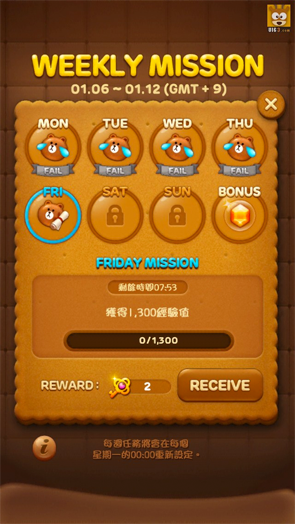 WEEKLY MISSION
01.06 ~ 01.12 (GMT + 9)
MON TUE WED THU
FAIL FAIL FAIL FAIL
FRI SAT SUN BONUS
FRIDAY MISSION
剩餘時間07:53
獲得1,300經驗值
0/1,300
REWARD : 2 RECEIVE
每週任務將會在每個
星期一的00:00重新設定。